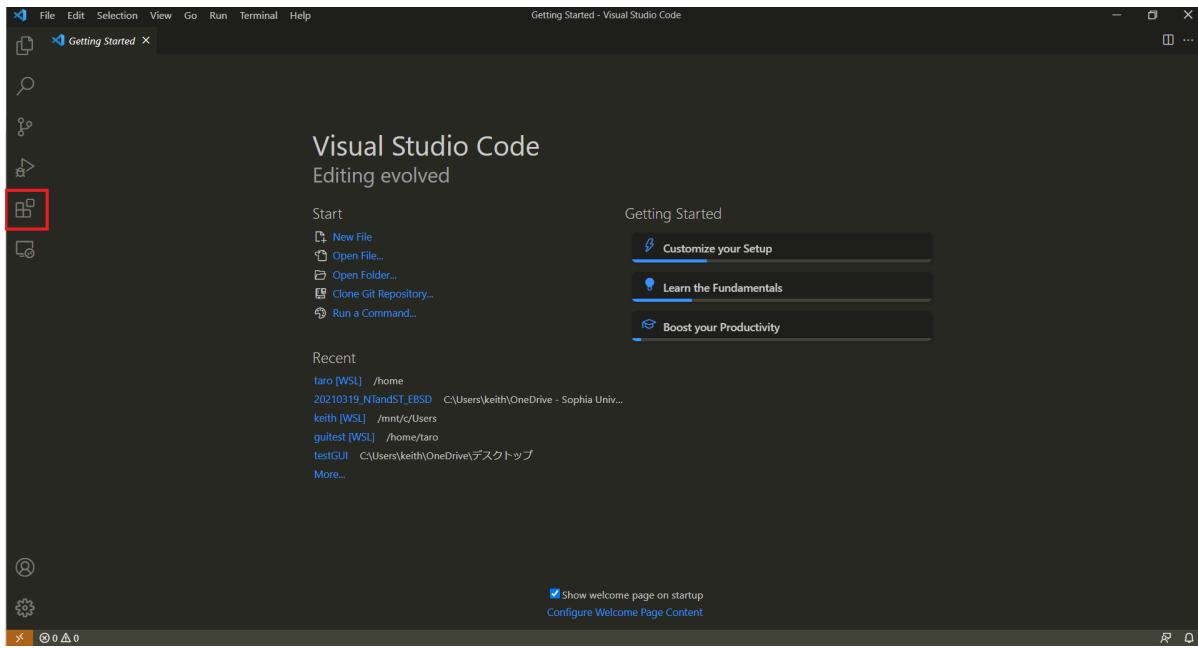 File Edit Selection View Go Run Terminal Help Getting Started - Visual Studio Code
Getting Started
Visual Studio Code
Editing evolved
Start
New File
Open File...
Open Folder...
Clone Git Repository...
Run a Command...
Recent
taro [WSL] /home
20210319_NTandST_EBSD C:\Users\keith\OneDrive - Sophia Univ...
keith [WSL] /mnt/c/Users
guitest [WSL] /home/taro
testGUI C:\Users\keith\OneDrive\デスクトップ
More...
Getting Started
Customize your Setup
Learn the Fundamentals
Boost your Productivity
Show welcome page on startup
Configure Welcome Page Content
0 0